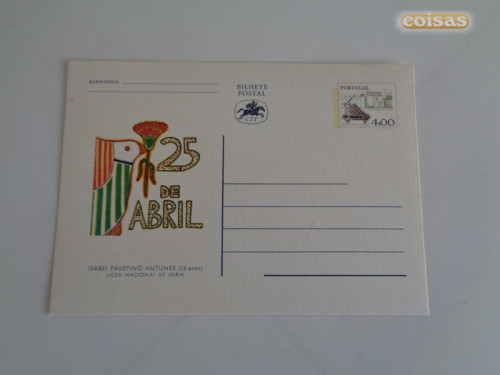 coisas
REMETENTE:
BILHETE
POSTAL
CTT
PORTUGAL
4$00
25
DE
ABRIL
ISABEL FAUSTINO ANTUNES (13 anos)
LICEU NACIONAL DE LEIRIA